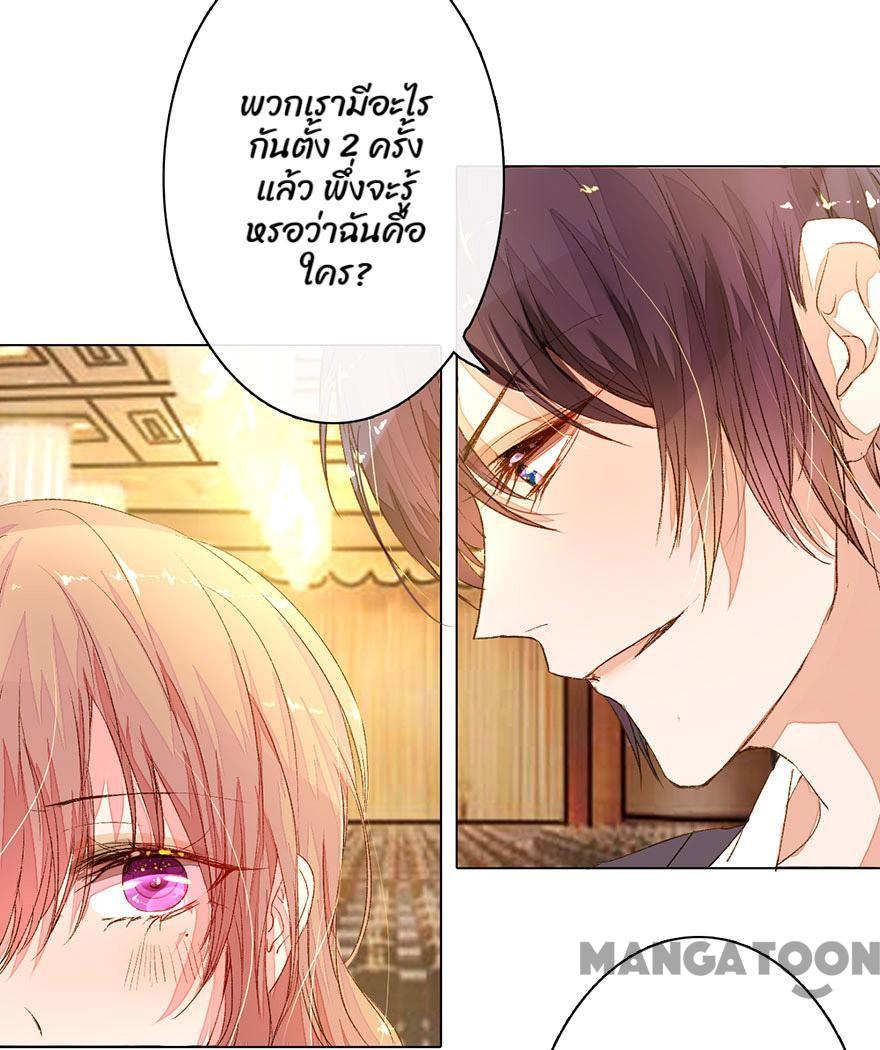 พวกเรามีอะไร
กันตั้ง 2 ครั้ง
แล้ว พึ่งจะรู้
หรอว่าฉันคือ
ใคร?
MANGATOON